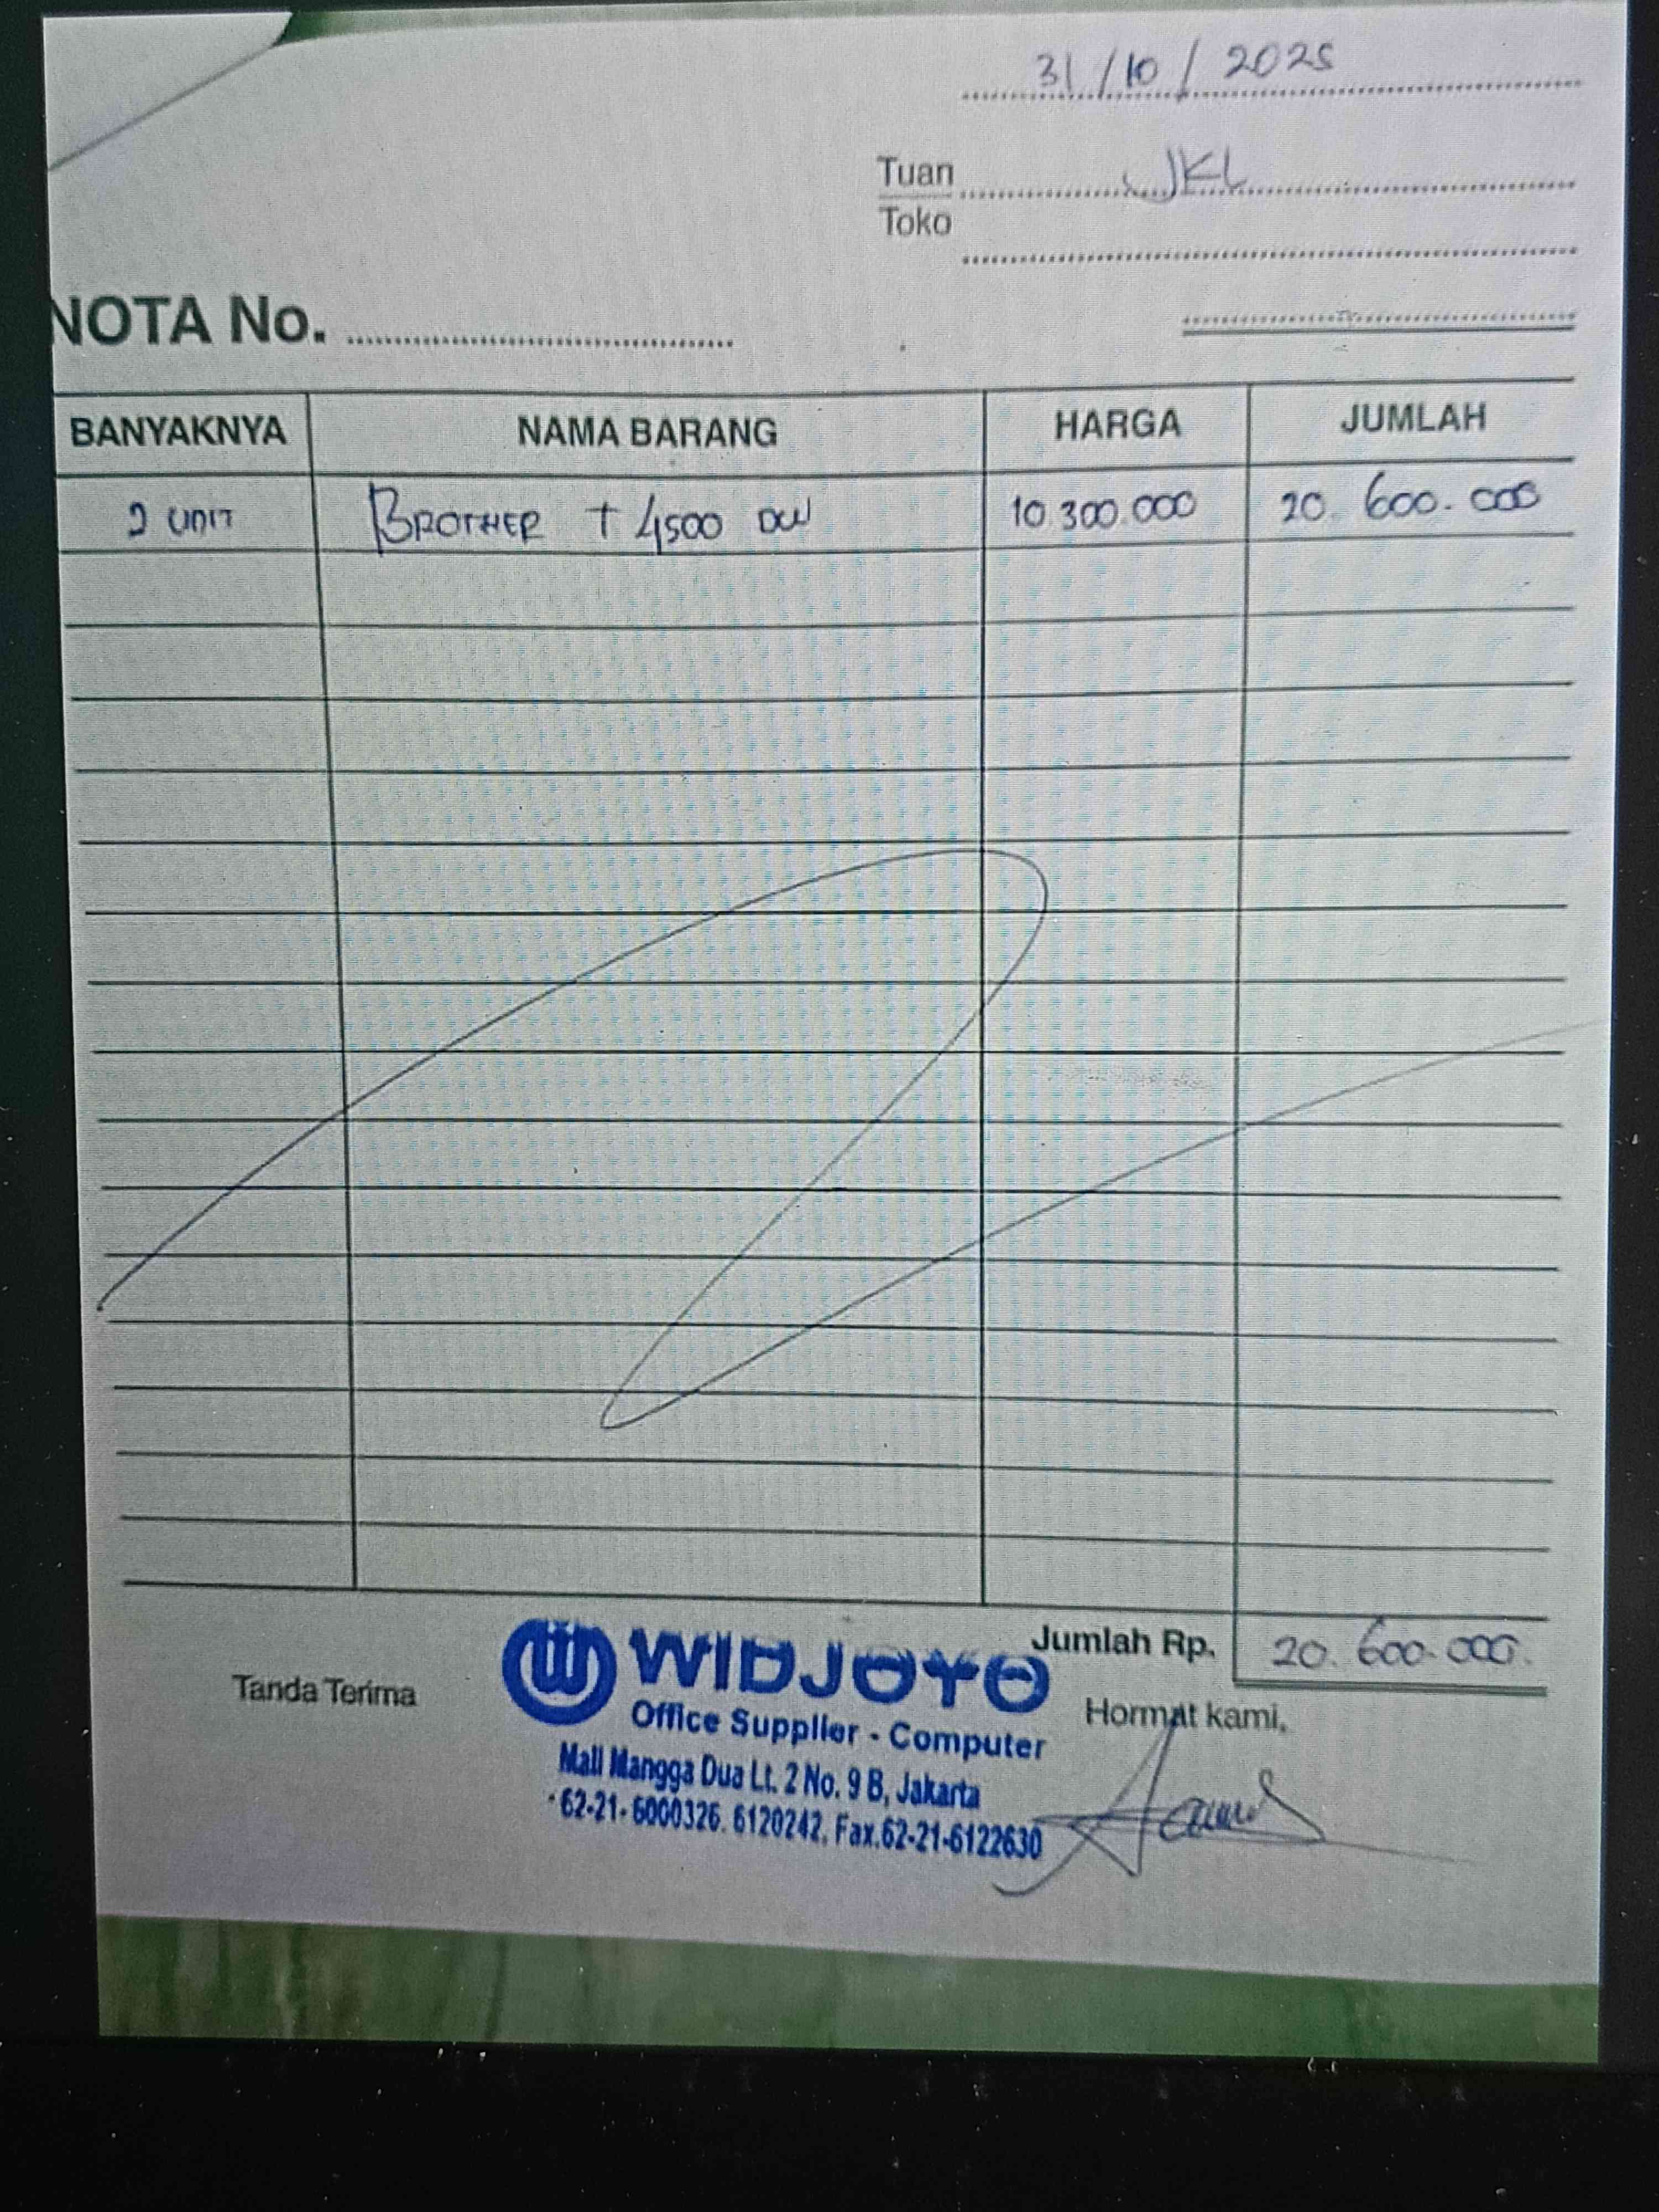 31/10/2025
Tuan JKL
Toko
NOTA No.
BANYAKNYA NAMA BARANG HARGA JUMLAH
2 UNIT BROTHER T 4500 DW 10.300.000 20.600.000
Jumlah Rp. 20.600.000.
Tanda Terima
Hormat kami,
WIDJOYO
Office Supplier - Computer
Mall Mangga Dua Lt. 2 No. 9 B, Jakarta
62-21-6000326, 6120242, Fax.62-21-6122630